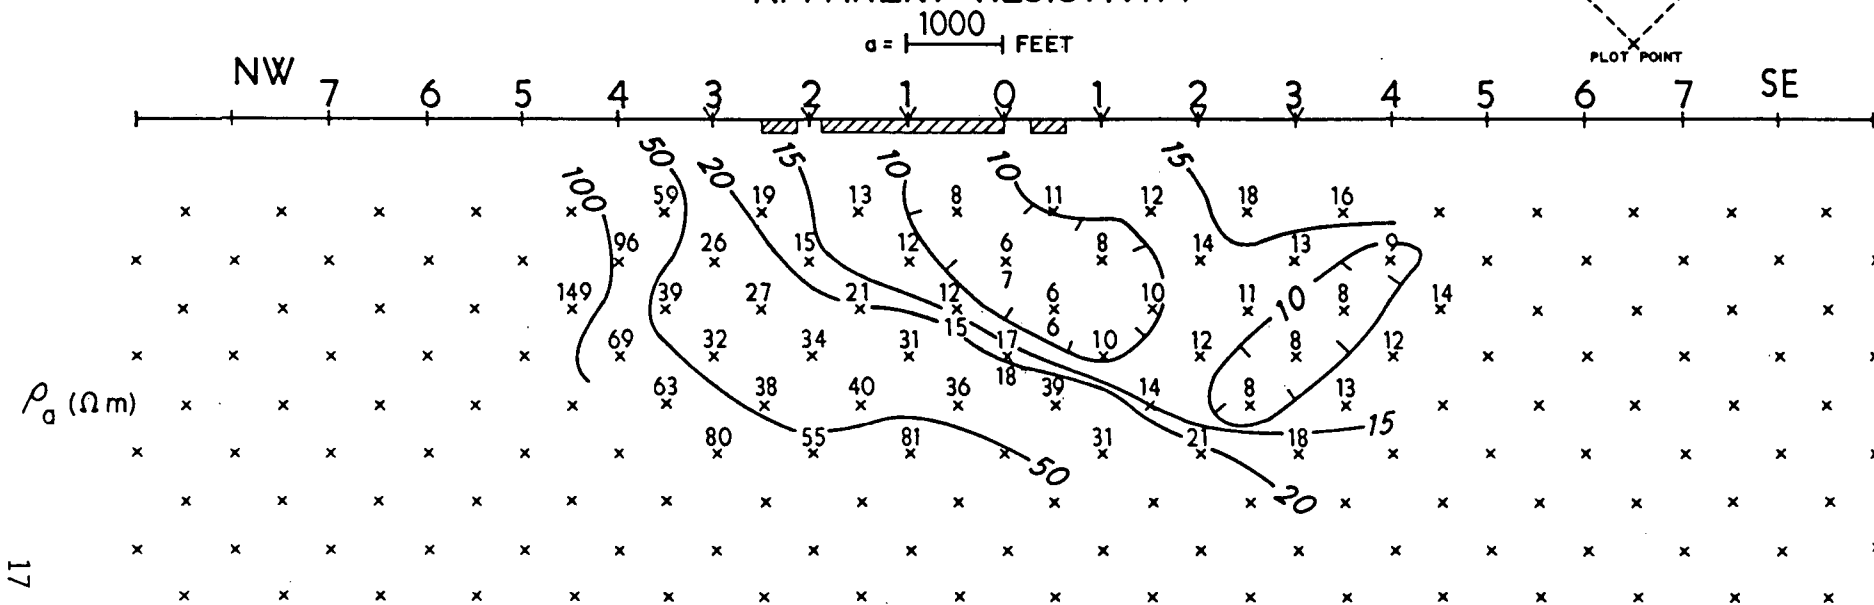 1000
a = FEET
PLOT POINT
NW 7 6 5 4 3 2 1 0 1 2 3 4 5 6 7 SE
50 20 15 10 10 15
100
59 19 13 8 11 12 18 16
96 26 15 12 6 8 14 13 9
7
149 39 27 21 12 6 10 11 10 8 14
15 6
69 32 34 31 17 10 12 8 12
18
63 38 40 36 39 14 8 13
ρa (Ωm)
80 55 81 31 21 18 15
50
20
17